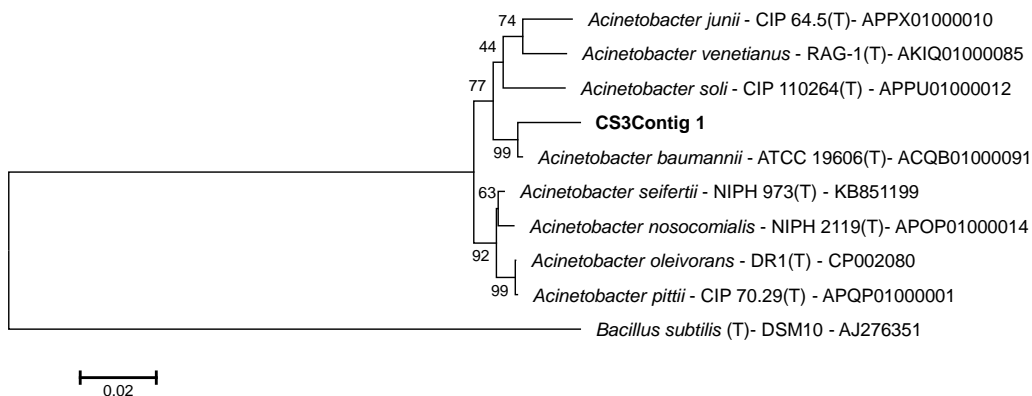 74
Acinetobacter junii - CIP 64.5(T) - APPX01000010
44
Acinetobacter venetianus - RAG-1(T)- AKIQ01000085
77
Acinetobacter soli - CIP 110264(T) - APPU01000012
CS3Contig 1
99
Acinetobacter baumannii - ATCC 19606(T)- ACQB01000091
63
Acinetobacter seifertii - NIPH 973(T) - KB851199
Acinetobacter nosocomialis - NIPH 2119(T) - APOP01000014
92
Acinetobacter oleivorans - DR1(T) - CP002080
99
Acinetobacter pittii - CIP 70.29(T) - APQP01000001
Bacillus subtilis (T)- DSM10 - AJ276351
0.02